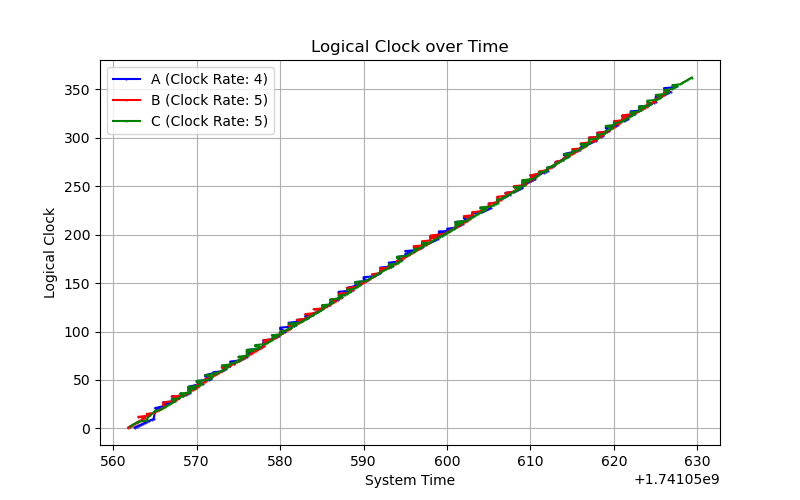 Logical Clock over Time
A (Clock Rate: 4)
B (Clock Rate: 5)
C (Clock Rate: 5)
Logical Clock
350
300
250
200
150
100
50
0
560 570 580 590 600 610 620 630
System Time
+1.74105e9